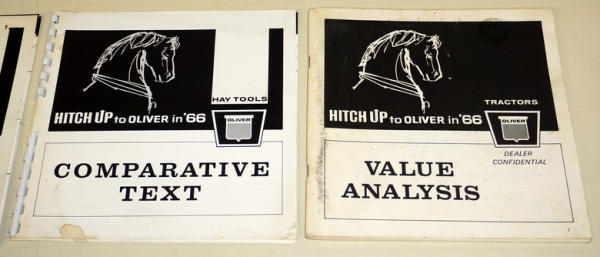 HAY TOOLS
HITCH UP to OLIVER in '66
OLIVER
COMPARATIVE
TEXT
TRACTORS
HITCH UP to OLIVER in '66
OLIVER
DEALER
CONFIDENTIAL
VALUE
ANALYSIS
1